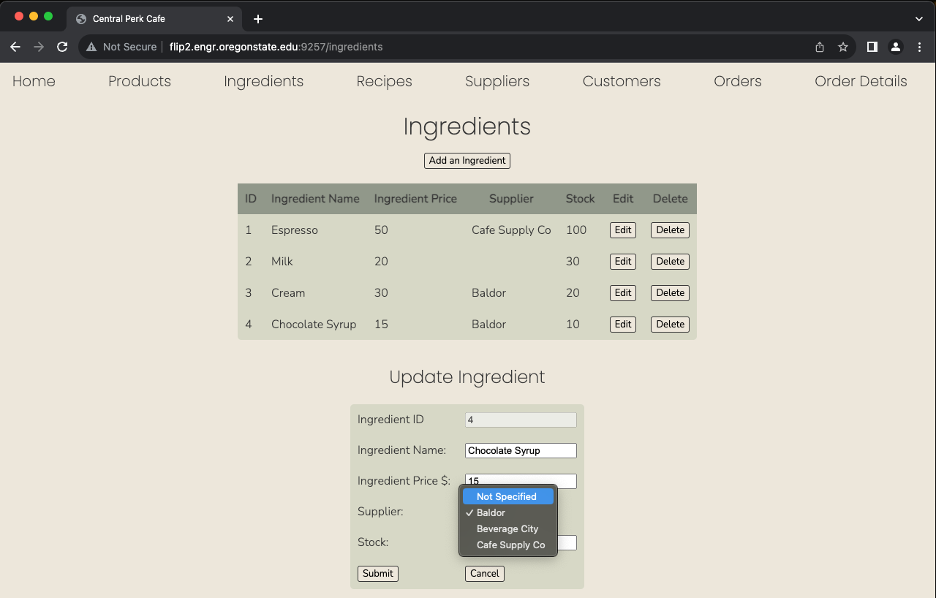 Central Perk Cafe
Not Secure | flip2.engr.oregonstate.edu:9257/ingredients
Home Products Ingredients Recipes Suppliers Customers Orders Order Details
Ingredients
Add an Ingredient
ID Ingredient Name Ingredient Price Supplier Stock Edit Delete
1 Espresso 50 Cafe Supply Co 100 Edit Delete
2 Milk 20 30 Edit Delete
3 Cream 30 Baldor 20 Edit Delete
4 Chocolate Syrup 15 Baldor 10 Edit Delete
Update Ingredient
Ingredient ID 4
Ingredient Name: Chocolate Syrup
Ingredient Price $: 15
Not Specified
Supplier: ✓ Baldor
Beverage City
Stock: Cafe Supply Co
Submit Cancel